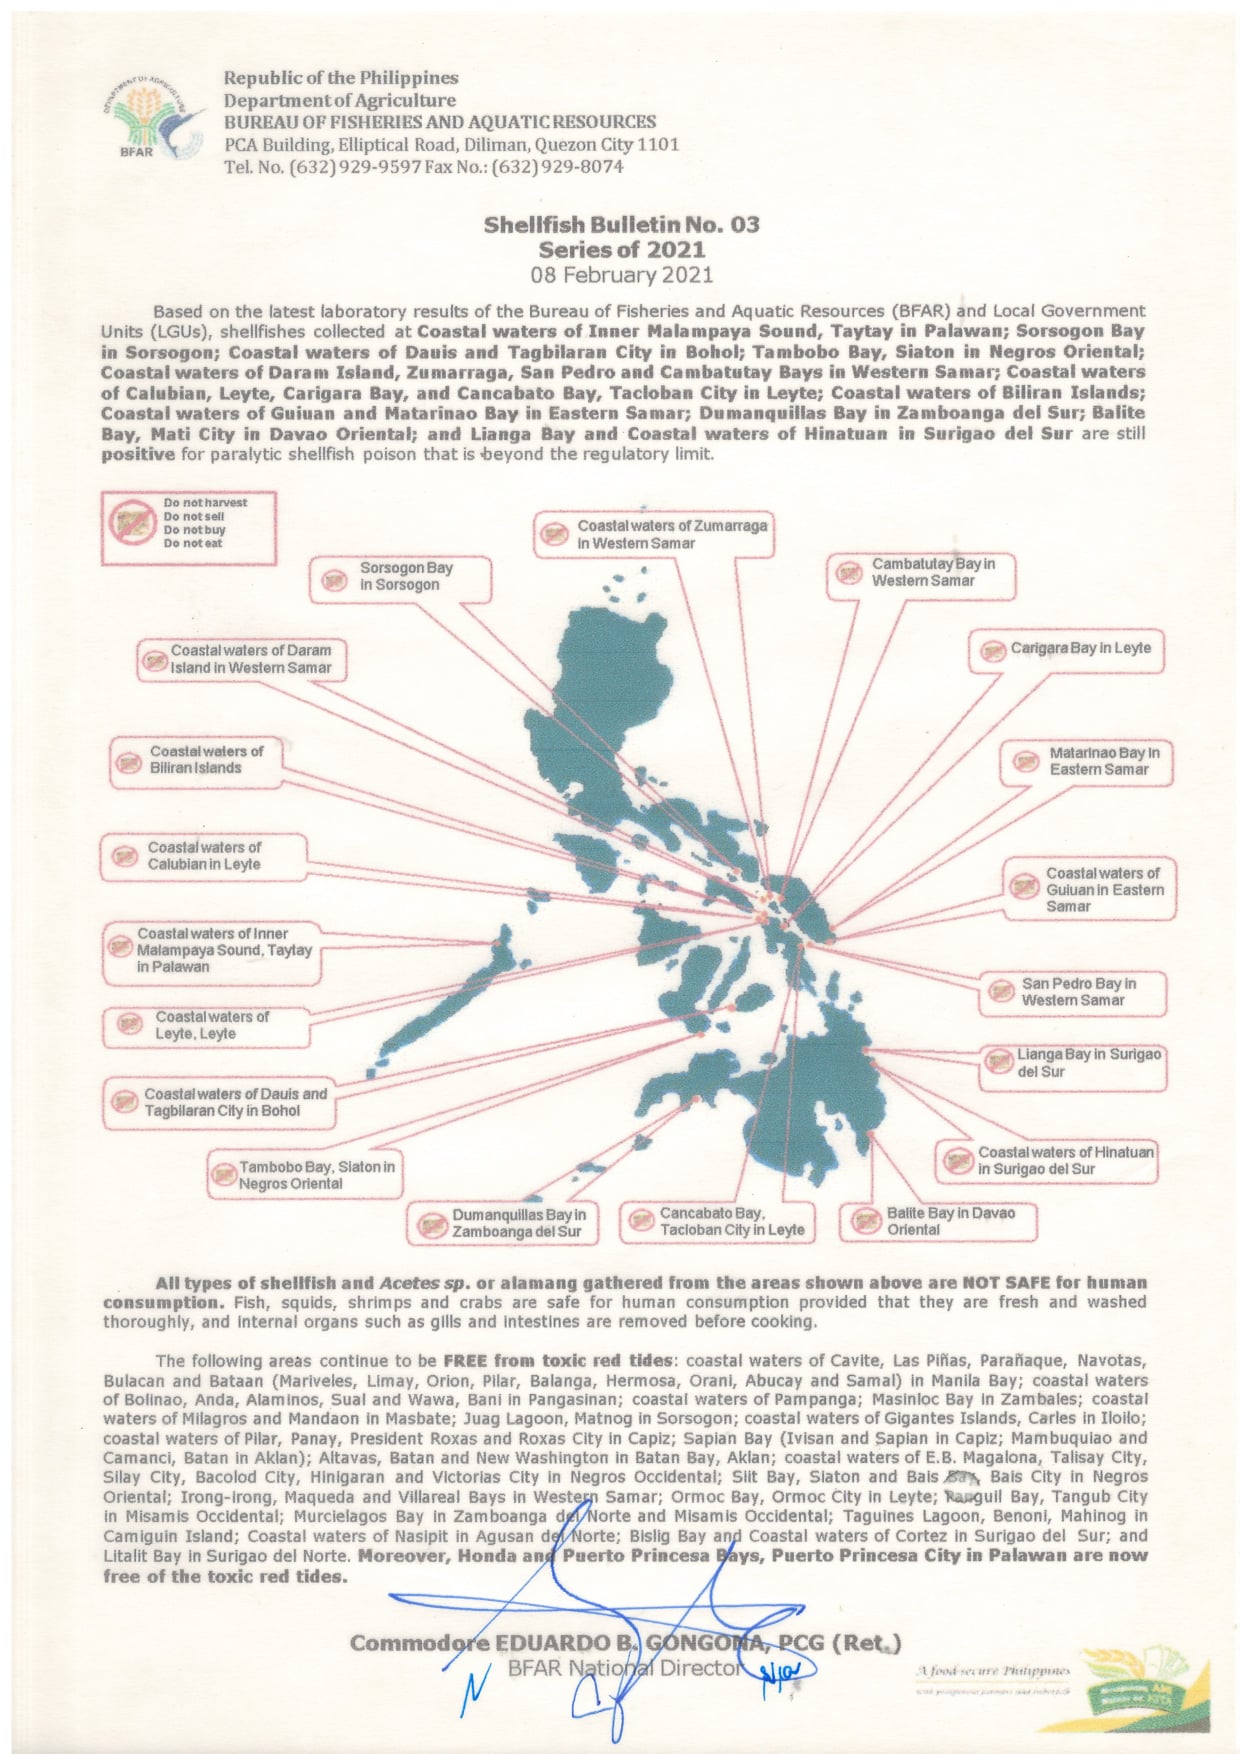 DEPARTMENT OF AGRICULTURE
BFAR
Republic of the Philippines
Department of Agriculture
BUREAU OF FISHERIES AND AQUATIC RESOURCES
PCA Building, Elliptical Road, Diliman, Quezon City 1101
Tel. No. (632) 929-9597 Fax No.: (632) 929-8074
Shellfish Bulletin No. 03
Series of 2021
08 February 2021
Based on the latest laboratory results of the Bureau of Fisheries and Aquatic Resources (BFAR) and Local Government
Units (LGUs), shellfishes collected at Coastal waters of Inner Malampaya Sound, Taytay in Palawan; Sorsogon Bay
in Sorsogon; Coastal waters of Dauis and Tagbilaran City in Bohol; Tambobo Bay, Siaton in Negros Oriental;
Coastal waters of Daram Island, Zumarraga, San Pedro and Cambatutay Bays in Western Samar; Coastal waters
of Calubian, Leyte, Carigara Bay, and Cancabato Bay, Tacloban City in Leyte; Coastal waters of Biliran Islands;
Coastal waters of Guiuan and Matarinao Bay in Eastern Samar; Dumanquillas Bay in Zamboanga del Sur; Balite
Bay, Mati City in Davao Oriental; and Lianga Bay and Coastal waters of Hinatuan in Surigao del Sur are still
positive for paralytic shellfish poison that is beyond the regulatory limit.
Do not harvest
Do not sell
Do not buy
Do not eat
Coastal waters of Zumarraga
in Western Samar
Sorsogon Bay
in Sorsogon
Cambatutay Bay in
Western Samar
Coastal waters of Daram
Island in Western Samar
Carigara Bay in Leyte
Coastal waters of
Biliran Islands
Matarinao Bay in
Eastern Samar
Coastal waters of
Calubian in Leyte
Coastal waters of
Guiuan in Eastern
Samar
Coastal waters of Inner
Malampaya Sound, Taytay
in Palawan
San Pedro Bay in
Western Samar
Coastal waters of
Leyte, Leyte
Lianga Bay in Surigao
del Sur
Coastal waters of Dauis and
Tagbilaran City in Bohol
Coastal waters of Hinatuan
in Surigao del Sur
Tambobo Bay, Siaton in
Negros Oriental
Dumanquillas Bay in
Zamboanga del Sur
Cancabato Bay,
Tacloban City in Leyte
Balite Bay in Davao
Oriental
All types of shellfish and Acetes sp. or alamang gathered from the areas shown above are NOT SAFE for human
consumption. Fish, squids, shrimps and crabs are safe for human consumption provided that they are fresh and washed
thoroughly, and internal organs such as gills and intestines are removed before cooking.
The following areas continue to be FREE from toxic red tides: coastal waters of Cavite, Las Piñas, Parañaque, Navotas,
Bulacan and Bataan (Mariveles, Limay, Orion, Pilar, Balanga, Hermosa, Orani, Abucay and Samal) in Manila Bay; coastal waters
of Bolinao, Anda, Alaminos, Sual and Wawa, Bani in Pangasinan; coastal waters of Pampanga; Masinloc Bay in Zambales; coastal
waters of Milagros and Mandaon in Masbate; Juag Lagoon, Matnog in Sorsogon; coastal waters of Gigantes Islands, Carles in Iloilo;
coastal waters of Pilar, Panay, President Roxas and Roxas City in Capiz; Sapian Bay (Ivisan and Sapian in Capiz; Mambuquiao and
Camanci, Batan in Aklan); Altavas, Batan and New Washington in Batan Bay, Aklan; coastal waters of E.B. Magalona, Talisay City,
Silay City, Bacolod City, Hinigaran and Victorias City in Negros Occidental; Siit Bay, Siaton and Bais Bay, Bais City in Negros
Oriental; Irong-irong, Maqueda and Villareal Bays in Western Samar; Ormoc Bay, Ormoc City in Leyte; Panguil Bay, Tangub City
in Misamis Occidental; Murcielagos Bay in Zamboanga del Norte and Misamis Occidental; Taguines Lagoon, Benoni, Mahinog in
Camiguin Island; Coastal waters of Nasipit in Agusan del Norte; Bislig Bay and Coastal waters of Cortez in Surigao del Sur; and
Litalit Bay in Surigao del Norte. Moreover, Honda and Puerto Princesa Bays, Puerto Princesa City in Palawan are now
free of the toxic red tides.
Commodore EDUARDO B. GONGONA, PCG (Ret.)
BFAR National Director
A food-secure Philippines